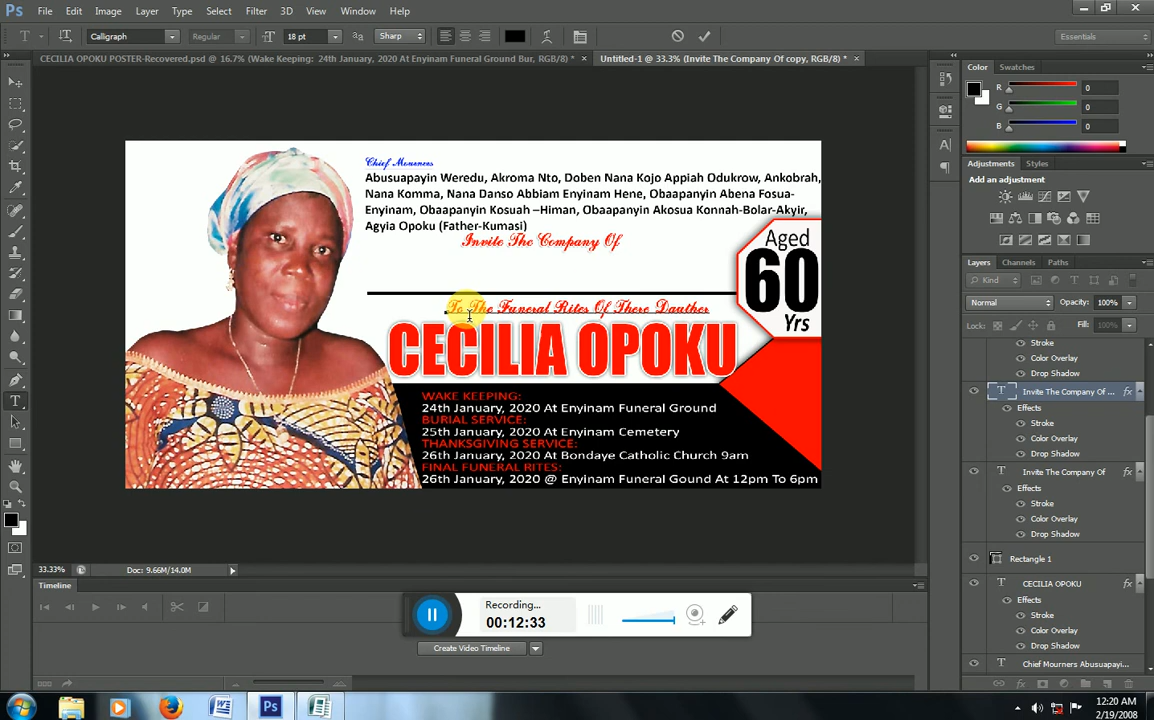 Ps File Edit Image Layer Type Select Filter 3D View Window Help
T Calligraph Regular 18 pt Sharp Essentials
CECILIA OPOKU POSTER-Recovered.psd @ 16.7% (Wake Keeping: 24th January, 2020 At Enyinam Funeral Ground Bur, RGB/8) * ×
Untitled-1 @ 33.3% (Invite The Company Of copy, RGB/8) * ×
Chief Mourners
Abusuapayin Weredu, Akroma Nto, Doben Nana Kojo Appiah Odukrow, Ankobrah,
Nana Komma, Nana Danso Abbiam Enyinam Hene, Obaapanyin Abena Fosua-
Enyinam, Obaapanyin Kosuah –Himan, Obaapanyin Akosua Konnah-Bolar-Akyir,
Agyia Opoku (Father-Kumasi)
Invite The Company Of
Aged
60
Yrs
To The Funeral Rites Of There Dauther
CECILIA OPOKU
WAKE KEEPING:
24th January, 2020 At Enyinam Funeral Ground
BURIAL SERVICE:
25th January, 2020 At Enyinam Cemetery
THANKSGIVING SERVICE:
26th January, 2020 At Bondaye Catholic Church 9am
FINAL FUNERAL RITES:
26th January, 2020 @ Enyinam Funeral Gound At 12pm To 6pm
33.33% Doc: 9.66M/14.0M
Timeline
Recording...
00:12:33
Create Video Timeline
Color Swatches
R 0
G 0
B 0
Adjustments Styles
Add an adjustment
Layers Channels Paths
Kind
Normal Opacity: 100%
Lock: Fill: 100%
Stroke
Color Overlay
Drop Shadow
T Invite The Company Of ... fx
Effects
Stroke
Color Overlay
Drop Shadow
T Invite The Company Of fx
Effects
Stroke
Color Overlay
Drop Shadow
Rectangle 1
T CECILIA OPOKU fx
Effects
Stroke
Color Overlay
Drop Shadow
T Chief Mourners Abusuapayi...
12:20 AM
2/19/2008